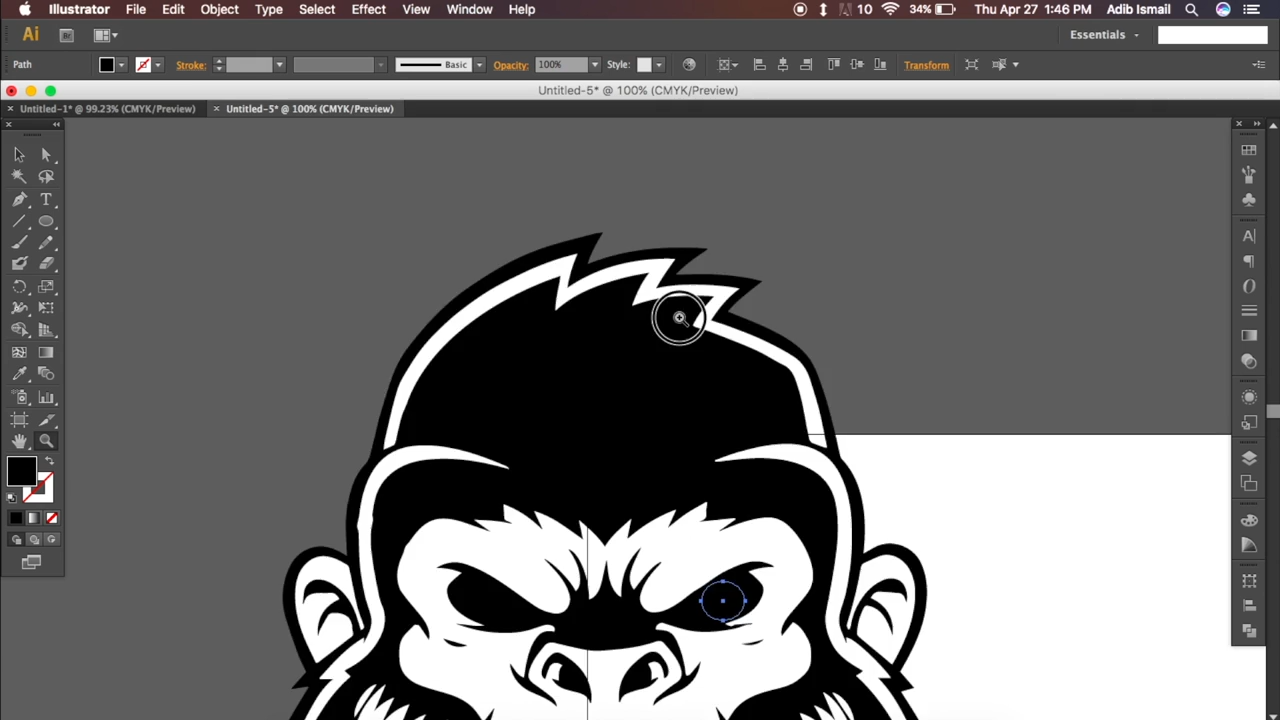 Illustrator File Edit Object Type Select Effect View Window Help 10 34% Thu Apr 27 1:46 PM Adib Ismail
Ai Br Essentials
Path Stroke: Basic Opacity: 100% Style: Transform
Untitled-5* @ 100% (CMYK/Preview)
Untitled-1* @ 99.23% (CMYK/Preview) Untitled-5* @ 100% (CMYK/Preview)